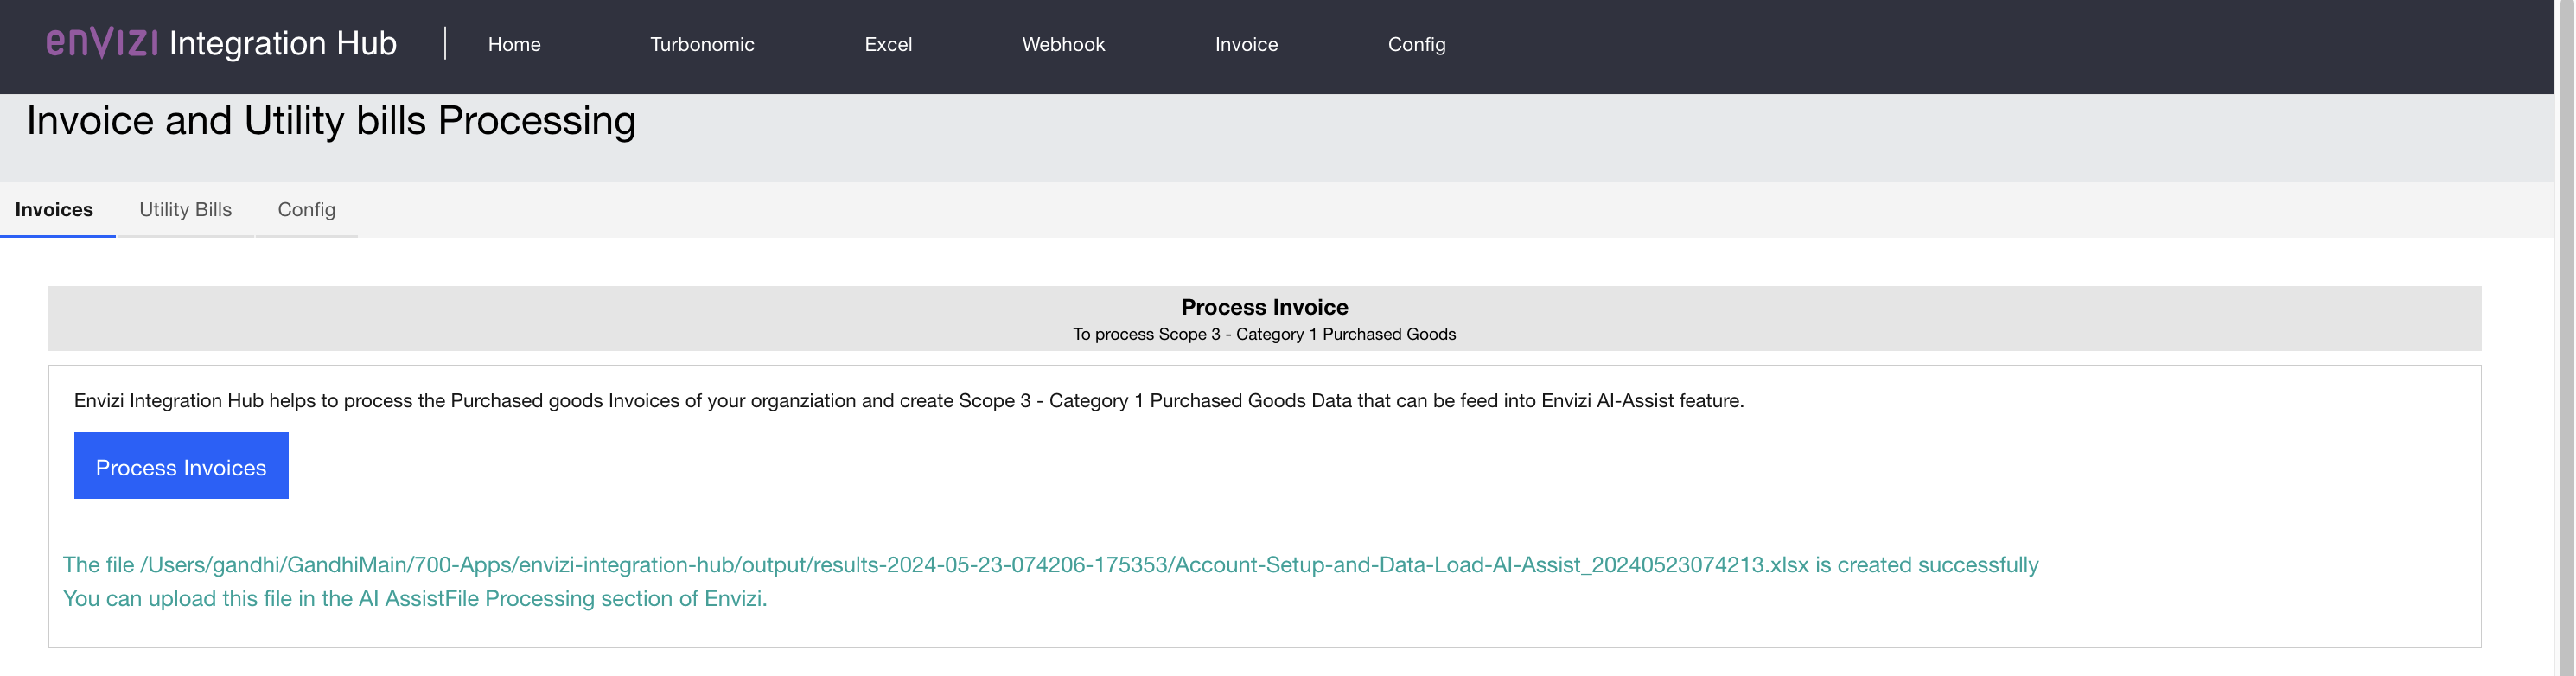 enVizi Integration Hub Home Turbonomic Excel Webhook Invoice Config
Invoice and Utility bills Processing
Invoices Utility Bills Config
Process Invoice
To process Scope 3 - Category 1 Purchased Goods
Envizi Integration Hub helps to process the Purchased goods Invoices of your organziation and create Scope 3 - Category 1 Purchased Goods Data that can be feed into Envizi AI-Assist feature.
Process Invoices
The file /Users/gandhi/GandhiMain/700-Apps/envizi-integration-hub/output/results-2024-05-23-074206-175353/Account-Setup-and-Data-Load-AI-Assist_20240523074213.xlsx is created successfully
You can upload this file in the AI AssistFile Processing section of Envizi.